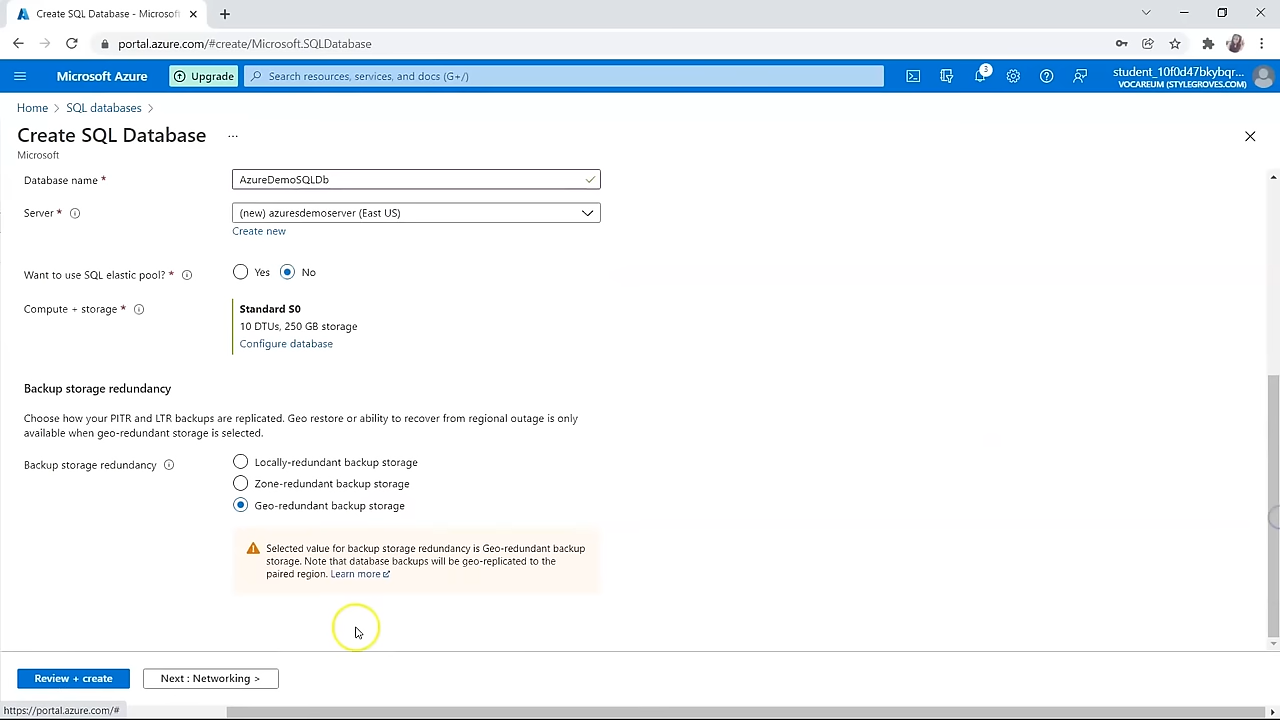 Create SQL Database - Microsoft
portal.azure.com/#create/Microsoft.SQLDatabase
Microsoft Azure
Upgrade
Search resources, services, and docs (G+/)
3
student_10f0d47bkybqr...
VOCAREUM (STYLEGROVES.COM)
Home > SQL databases >
Create SQL Database ...
Microsoft
Database name *
AzureDemoSQLDb
Server *
(new) azuresdemoserver (East US)
Create new
Want to use SQL elastic pool? *
Yes No
Compute + storage *
Standard S0
10 DTUs, 250 GB storage
Configure database
Backup storage redundancy
Choose how your PITR and LTR backups are replicated. Geo restore or ability to recover from regional outage is only
available when geo-redundant storage is selected.
Backup storage redundancy
Locally-redundant backup storage
Zone-redundant backup storage
Geo-redundant backup storage
Selected value for backup storage redundancy is Geo-redundant backup
storage. Note that database backups will be geo-replicated to the
paired region. Learn more
Review + create
Next : Networking >
https://portal.azure.com/#